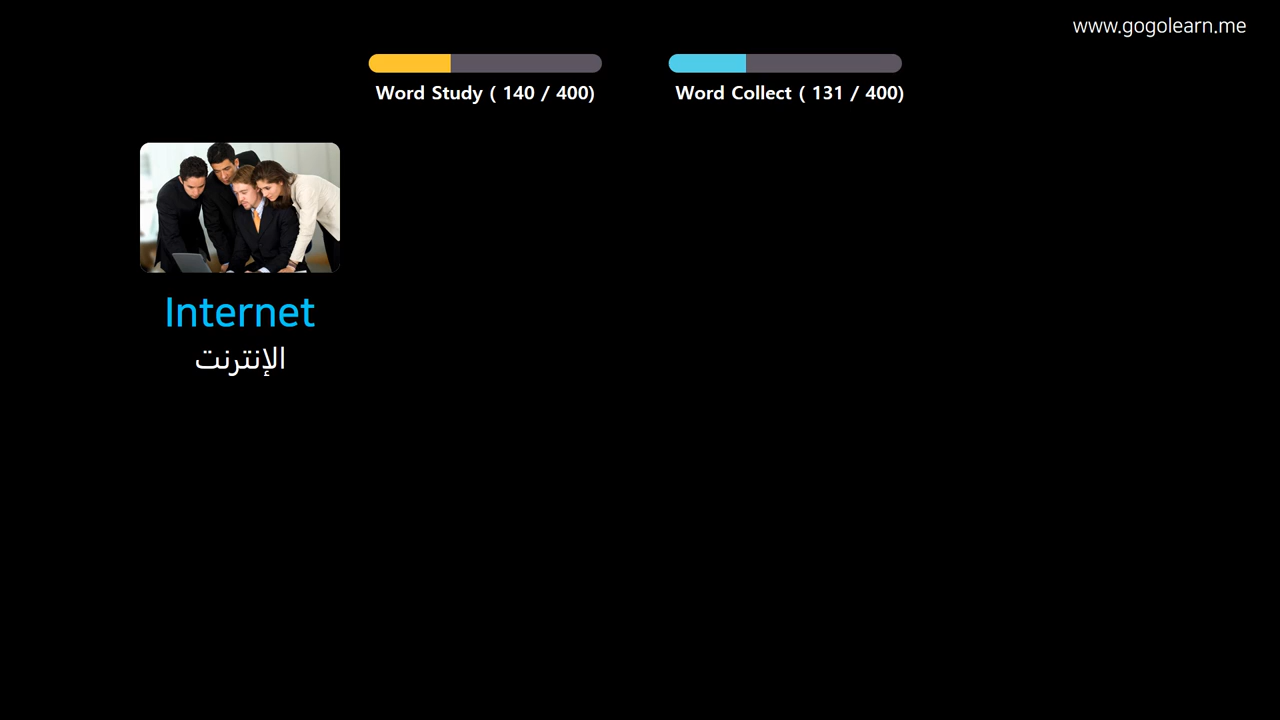 www.gogolearn.me
Word Study ( 140 / 400)
Word Collect ( 131 / 400)
Internet
الإنترنت